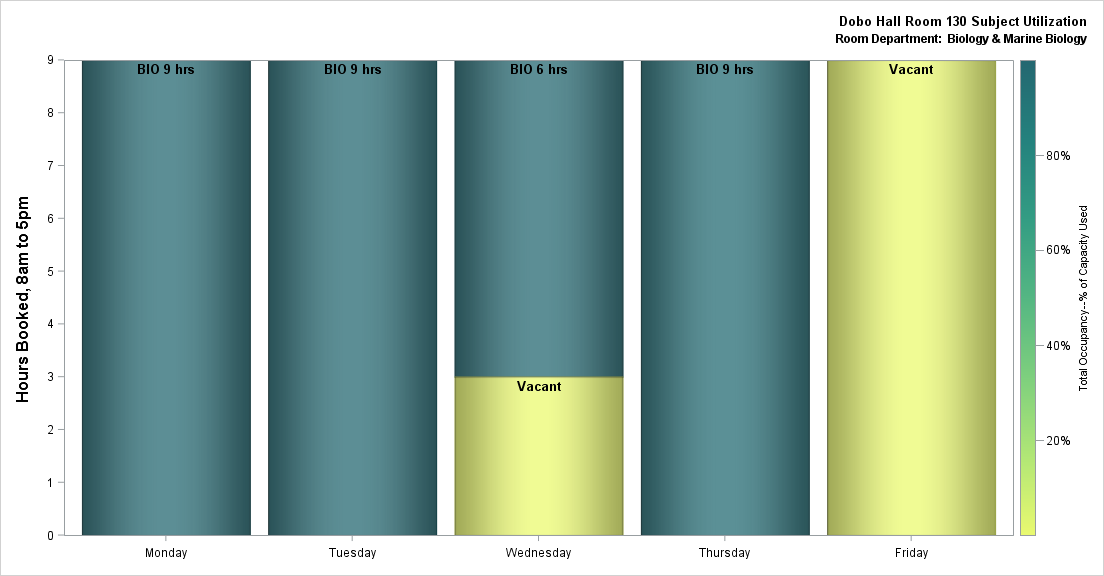 Dobo Hall Room 130 Subject Utilization
Room Department: Biology & Marine Biology
Hours Booked, 8am to 5pm
9
8
7
6
5
4
3
2
1
0
BIO 9 hrs
BIO 9 hrs
BIO 6 hrs
BIO 9 hrs
Vacant
Vacant
Monday
Tuesday
Wednesday
Thursday
Friday
80%
60%
40%
20%
Total Occupancy--% of Capacity Used